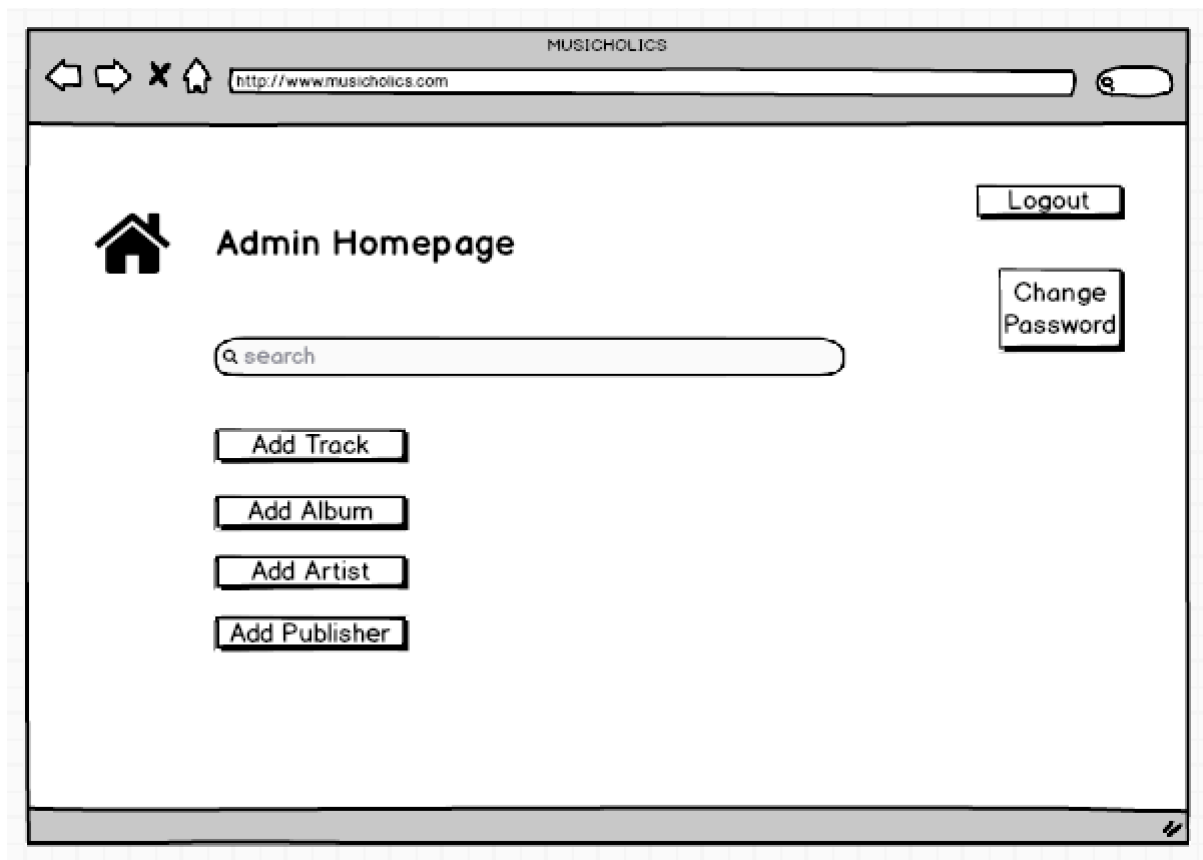 MUSICHOLICS
http://www.musicholics.com
Logout
Admin Homepage
Change
Password
search
Add Track
Add Album
Add Artist
Add Publisher